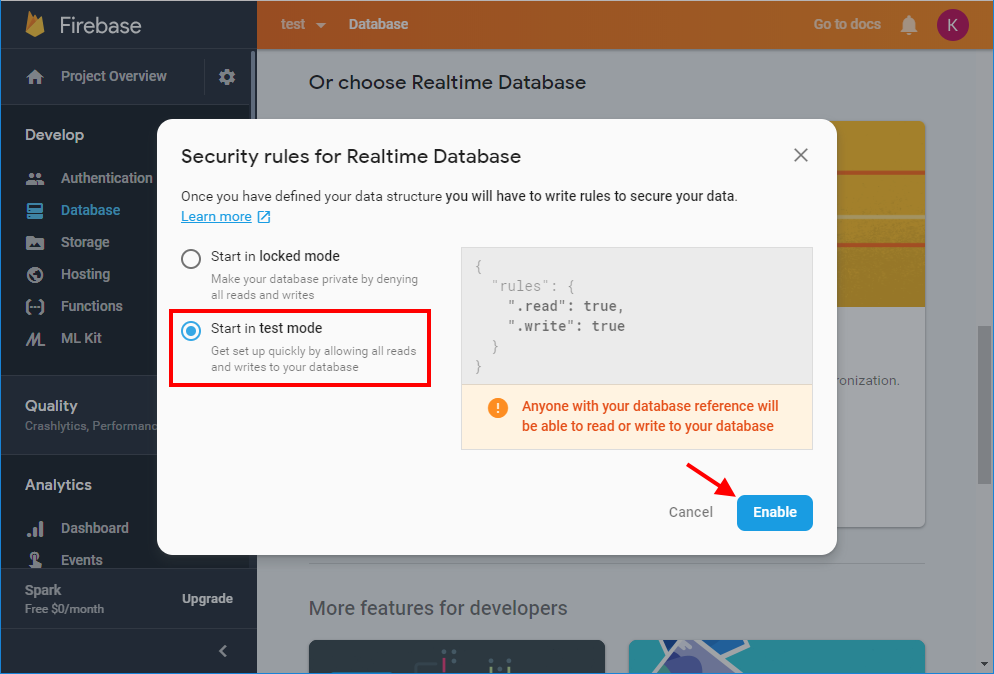 Firebase
test
Database
Go to docs
K
Project Overview
Develop
Authentication
Database
Storage
Hosting
Functions
ML Kit
Quality
Crashlytics,
Analytics
Dashboard
Events
Spark
Free $0/month
Upgrade
Or choose Realtime Database
Security rules for Realtime Database
Once you have defined your data structure you will have to write rules to secure your data.
Learn more
Start in locked mode
Make your database private by denying
all reads and writes
Start in test mode
Get set up quickly by allowing all reads
and writes to your database
{
"rules": {
".read": true,
".write": true
}
}
! Anyone with your database reference will
be able to read or write to your database
Cancel
Enable
More features for developers